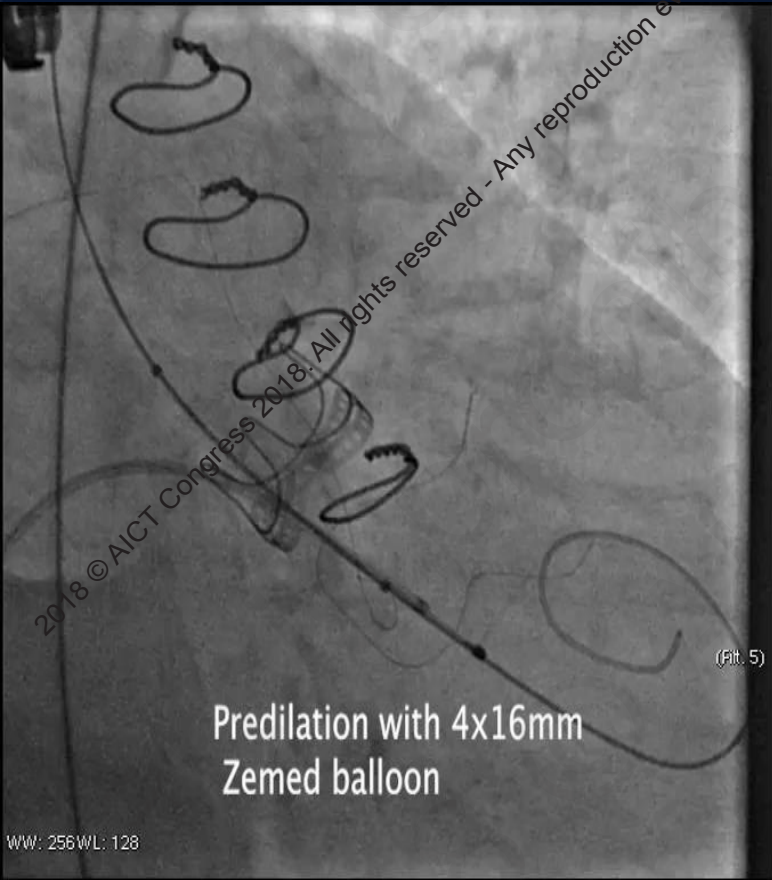 2018 © AICT Congress 2018. All rights reserved - Any reproduction
(Filt. 5)
Predilation with 4x16mm
Zemed balloon
WW: 256WL: 128